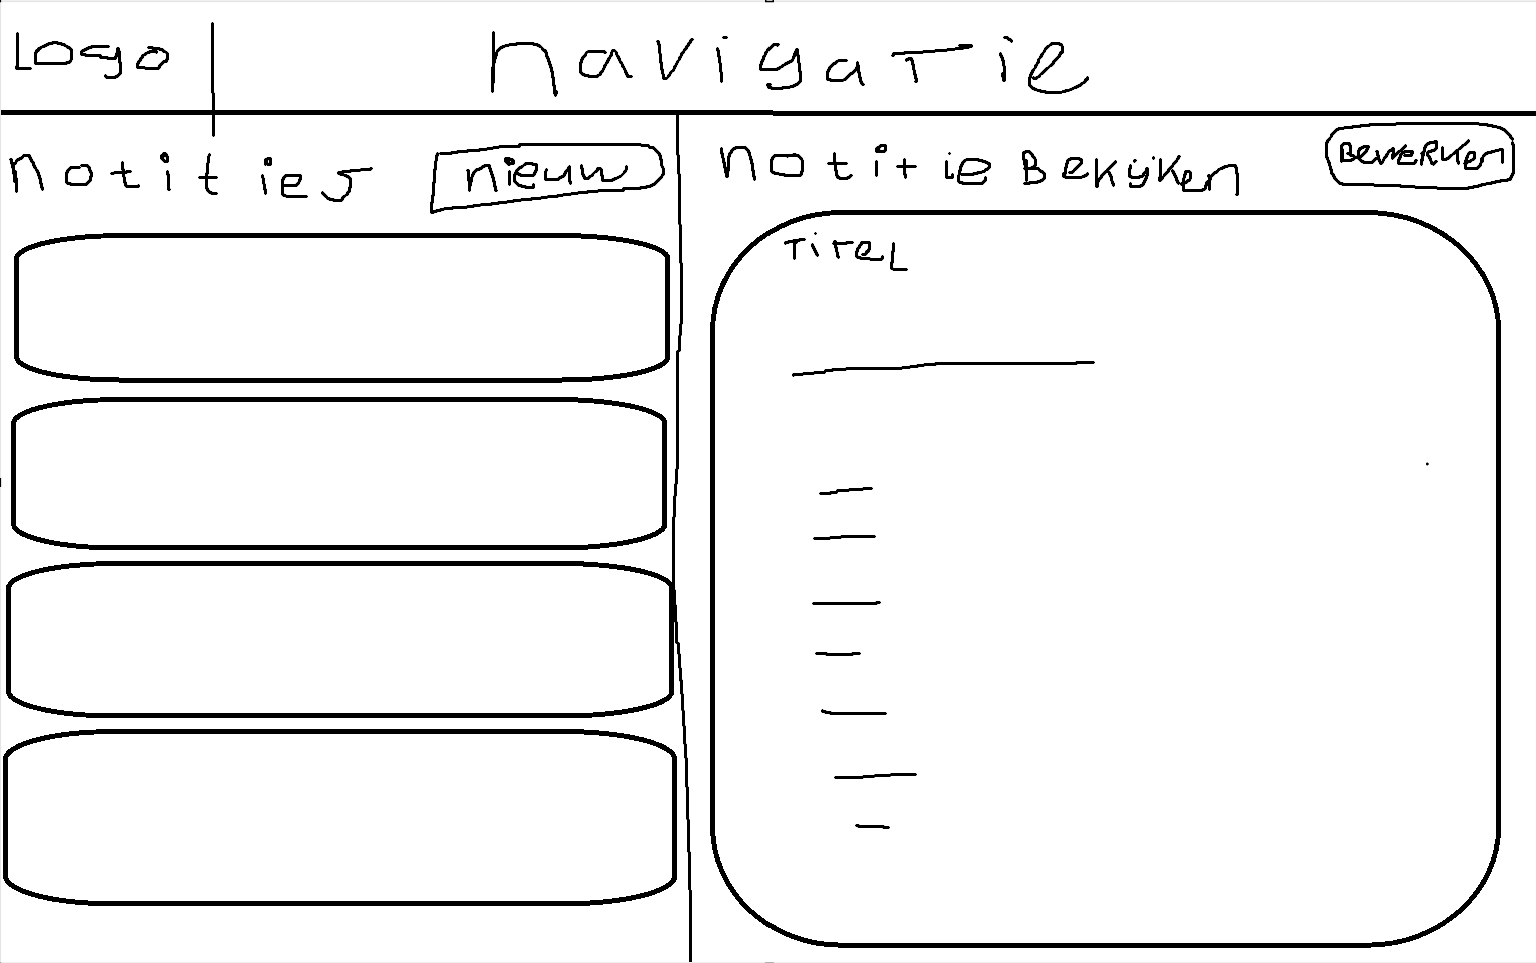 Logo
navigatie
notities
nieuw
notitie Bekijken
Bewerken
Titel